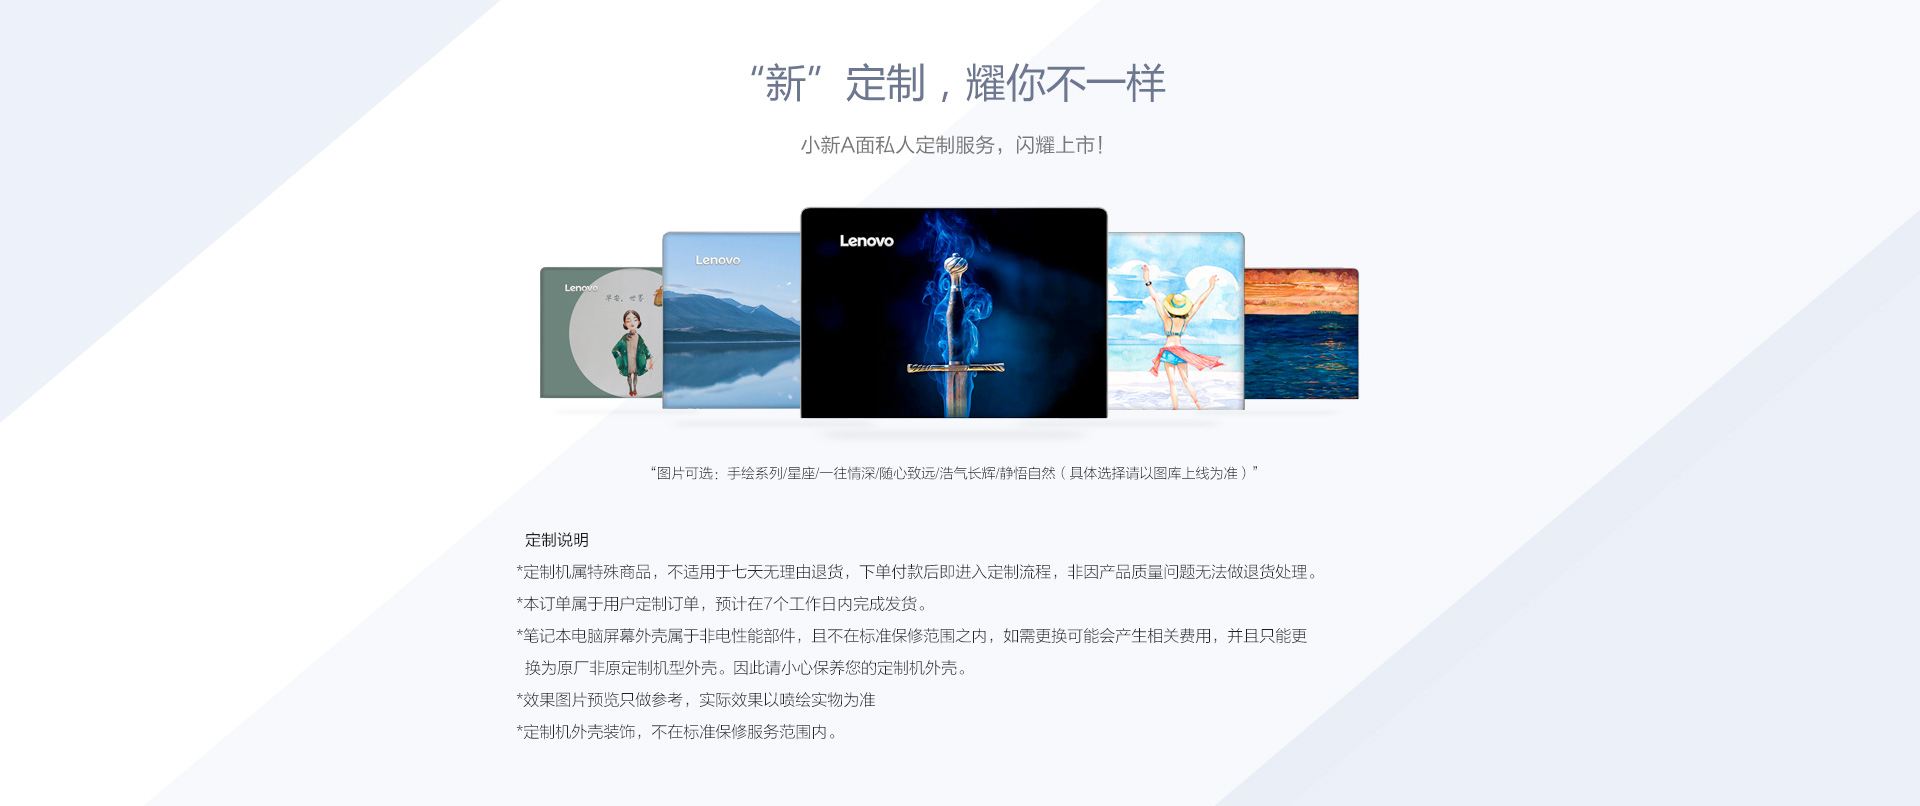 “新”定制，耀你不一样
小新A面私人定制服务，闪耀上市！
Lenovo
Lenovo
Lenovo
早安，世界
“图片可选：手绘系列/星座/一往情深/随心致远/浩气长辉/静悟自然（具体选择请以图库上线为准）”
定制说明
*定制机属特殊商品，不适用于七天无理由退货，下单付款后即进入定制流程，非因产品质量问题无法做退货处理。
*本订单属于用户定制订单，预计在7个工作日内完成发货。
*笔记本电脑屏幕外壳属于非电性能部件，且不在标准保修范围之内，如需更换可能会产生相关费用，并且只能更
换为原厂非原定制机型外壳。因此请小心保养您的定制机外壳。
*效果图片预览只做参考，实际效果以喷绘实物为准
*定制机外壳装饰，不在标准保修服务范围内。